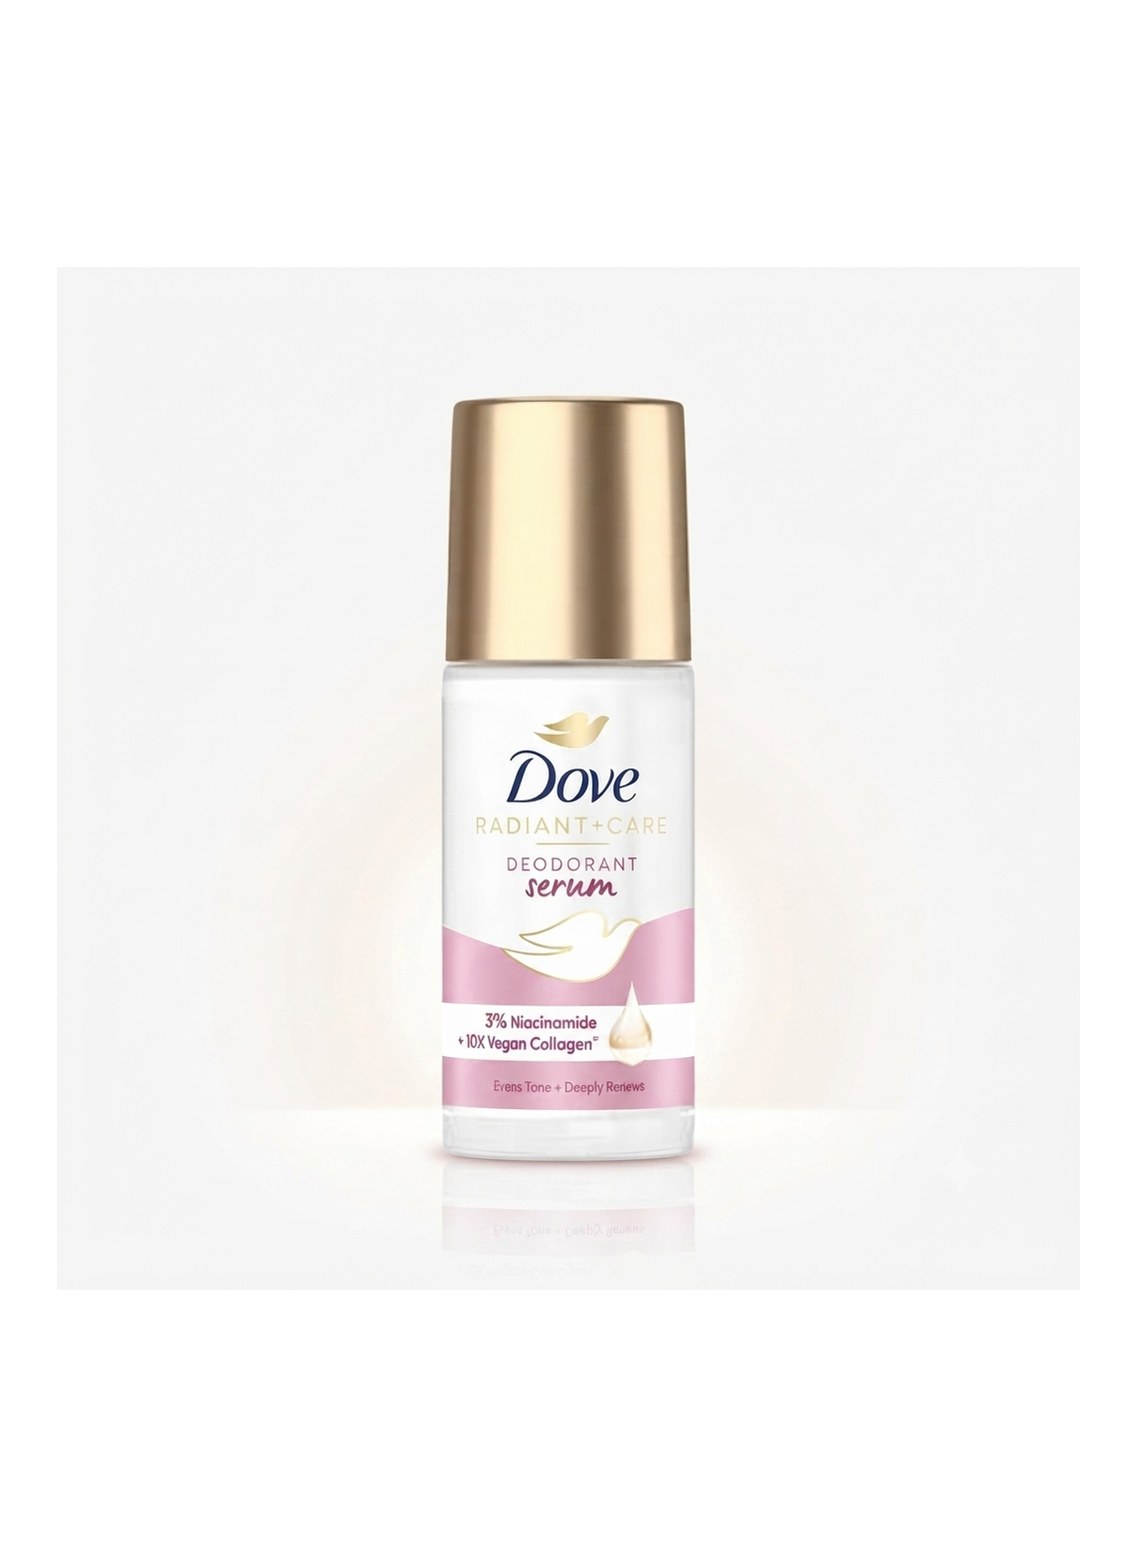 Dove
RADIANT+CARE
DEODORANT
serum
3% Niacinamide
+ 10X Vegan Collagen
Evens Tone + Deeply Renews